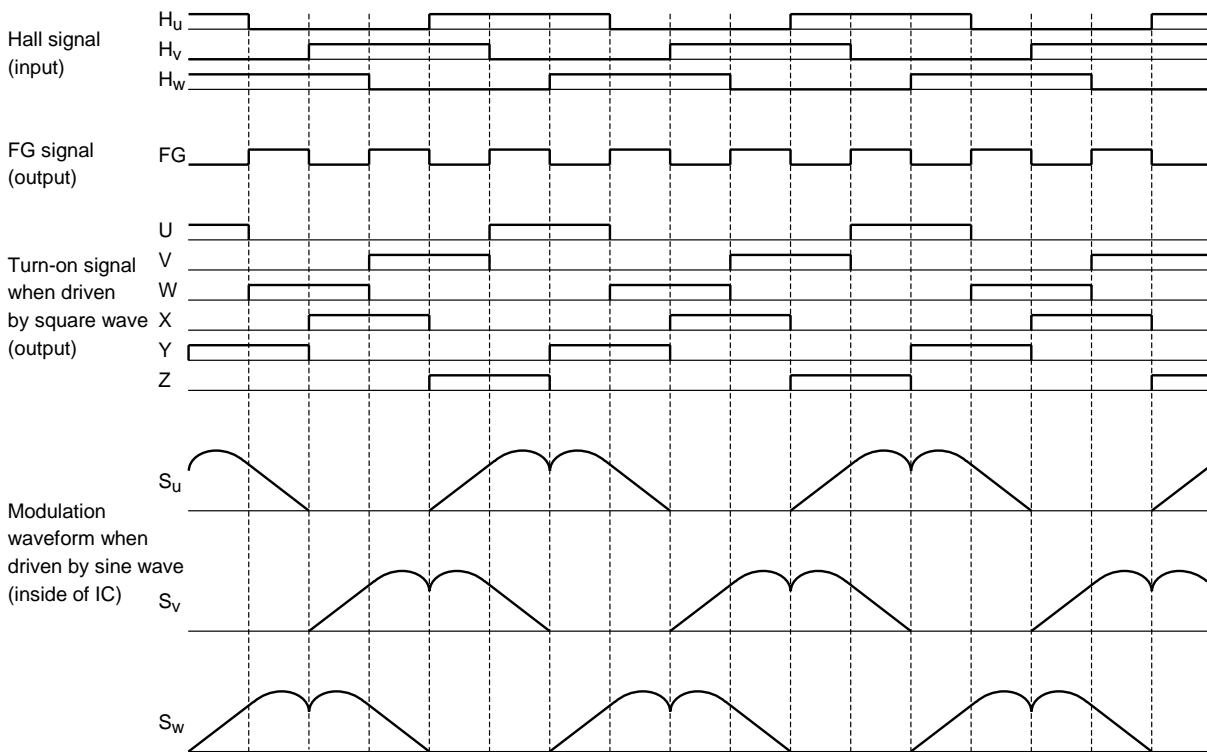 Hall signal
(input)
Hu
Hv
Hw
FG signal
(output)
FG
Turn-on signal
when driven
by square wave
(output)
U
V
W
X
Y
Z
Modulation
waveform when
driven by sine wave
(inside of IC)
Su
Sv
Sw